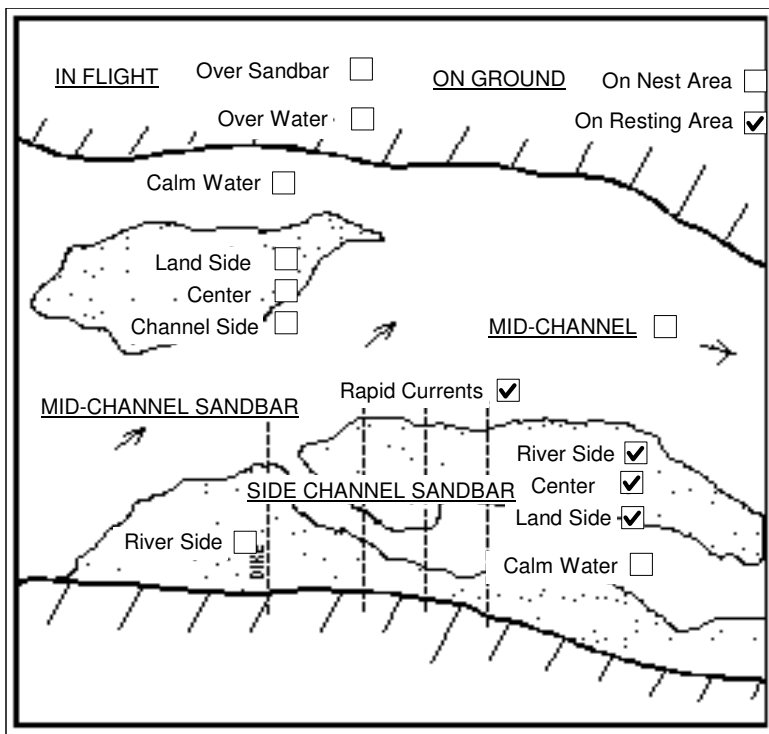 IN FLIGHT Over Sandbar ☐ ON GROUND On Nest Area ☐
Over Water ☐ On Resting Area ☑
Calm Water ☐
Land Side ☐
Center ☐
Channel Side ☐
MID-CHANNEL ☐
Rapid Currents ☑
MID-CHANNEL SANDBAR
River Side ☑
SIDE CHANNEL SANDBAR Center ☑
Land Side ☑
River Side ☐
DIKE
Calm Water ☐